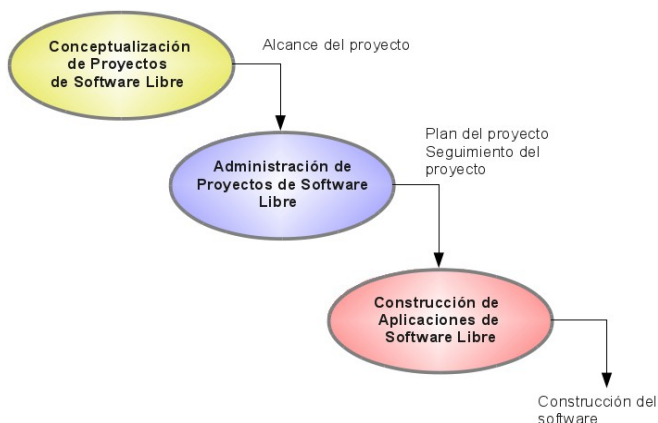 Conceptualización
de Proyectos
de Software Libre
Alcance del proyecto
Administración de
Proyectos de Software
Libre
Plan del proyecto
Seguimiento del
proyecto
Construcción de
Aplicaciones de
Software Libre
Construcción del
software